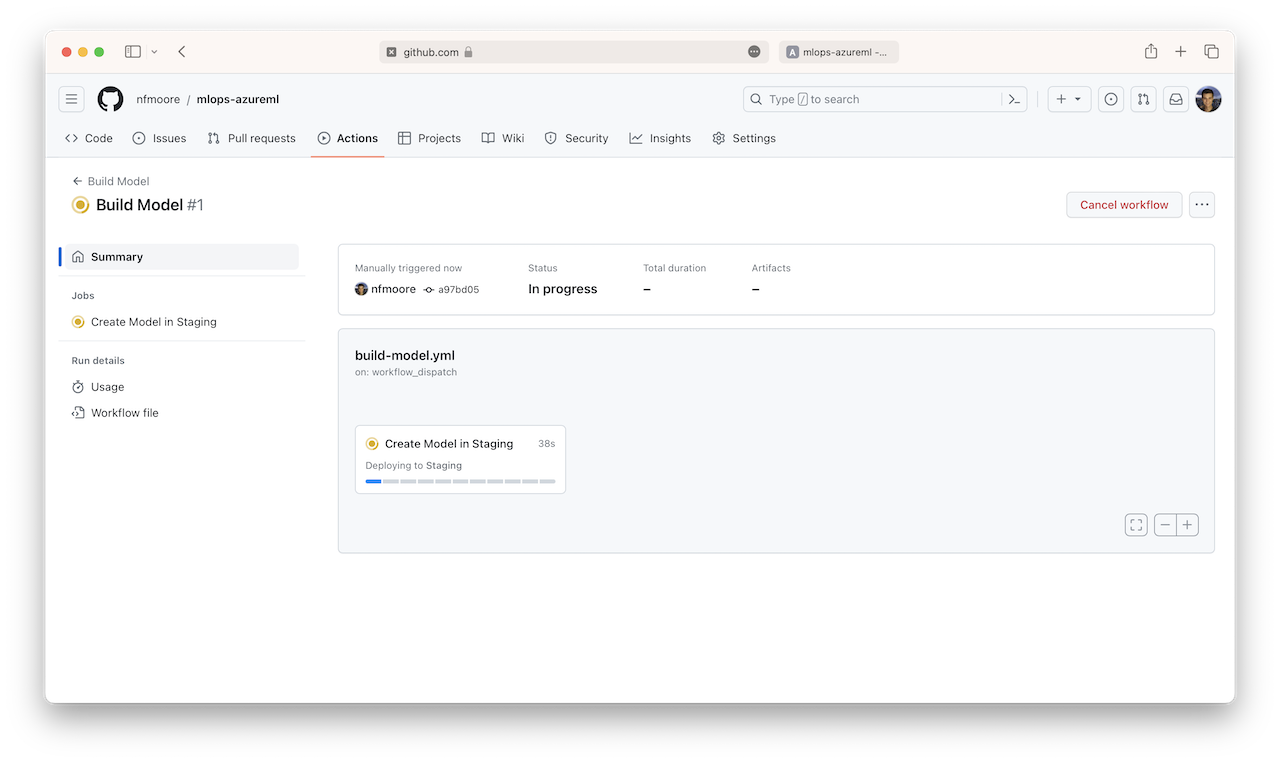 github.com
A mlops-azureml -...
nfmoore / mlops-azureml
Type / to search
Code Issues Pull requests Actions Projects Wiki Security Insights Settings
Build Model
Build Model #1
Cancel workflow
Summary
Jobs
Create Model in Staging
Run details
Usage
Workflow file
Manually triggered now
nfmoore a97bd05
Status
In progress
Total duration
–
Artifacts
–
build-model.yml
on: workflow_dispatch
Create Model in Staging 38s
Deploying to Staging